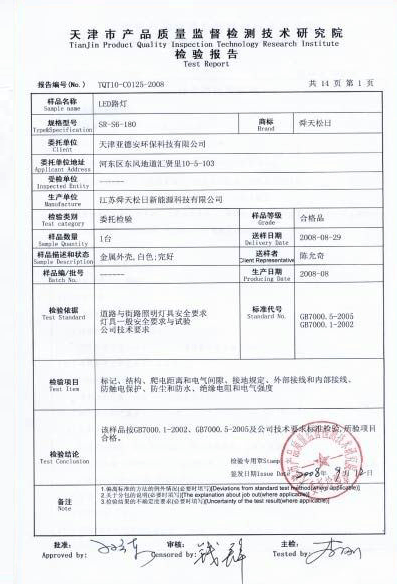 天津市产品质量监督检测技术研究院
TianJin Product Quality Inspection Technology Research Institute
检验报告
Test Report
报告编号(No.) TQT10-C0125-2008 共 14 页 第 1 页
样品名称 LED路灯
Sample name
规格型号 SR-S6-180 商标 舜天松日
Type&Specification Brand
委托单位 天津亚德安环保科技有限公司
Client
委托单位地址 河东区东风地道汇贤里10-5-103
Applicant Address
受检单位 ------
Inspected Entity
生产单位 江苏舜天松日新能源科技有限公司
Manufacture
检验类别 委托检验 样品等级 合格品
Test category Grade
样品数量 1台 送样日期 2008-08-29
Sample Quantity Delivery Date
样品描述和状态 金属外壳,白色;完好 送样者 陈允奇
Sample Description Client Representative
样品编/批号 ------ 生产日期 2008-08
Batch No. Producing Date
检验依据 道路与街路照明灯具安全要求 标准代号 GB7000.5-2005
Test Standard 灯具一般安全要求与试验 Standard No. GB7000.1-2002
公司技术要求
检验项目 标记、结构、爬电距离和电气间隙、接地规定、外部接线和内部接线、
Test Item 防触电保护、防尘和防水、绝缘电阻和电气强度
检验结论 该样品按GB7000.1-2002、GB7000.5-2005及公司技术要求标准检验,所验项目
Test Conclusion 合格。
检验专用章Stamp
签发日期Issue Date 2008年 9月 12日
备注 1.偏离标准的方法的例外情况(必要时填写)[Deviations from standard test method(where applicable)]
Note 2.关于分包的说明(必要时填写)[The explanation about job out(where applicable)]
3.检验结果的不确定度(必要时填写)[Uncertainty of the test result(where applicable)]
批准: 审核: 主检:
Approved by: Censored by: Tested by: